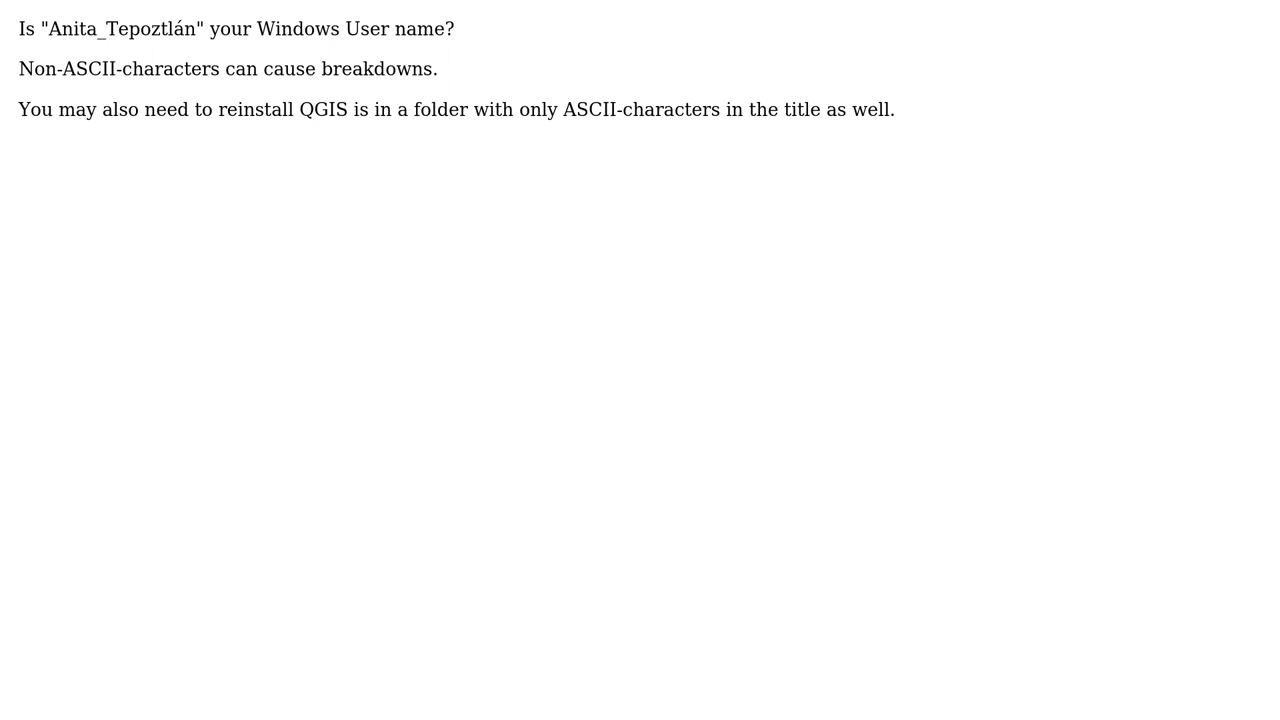 Is "Anita_Tepoztlán" your Windows User name?
Non-ASCII-characters can cause breakdowns.
You may also need to reinstall QGIS is in a folder with only ASCII-characters in the title as well.